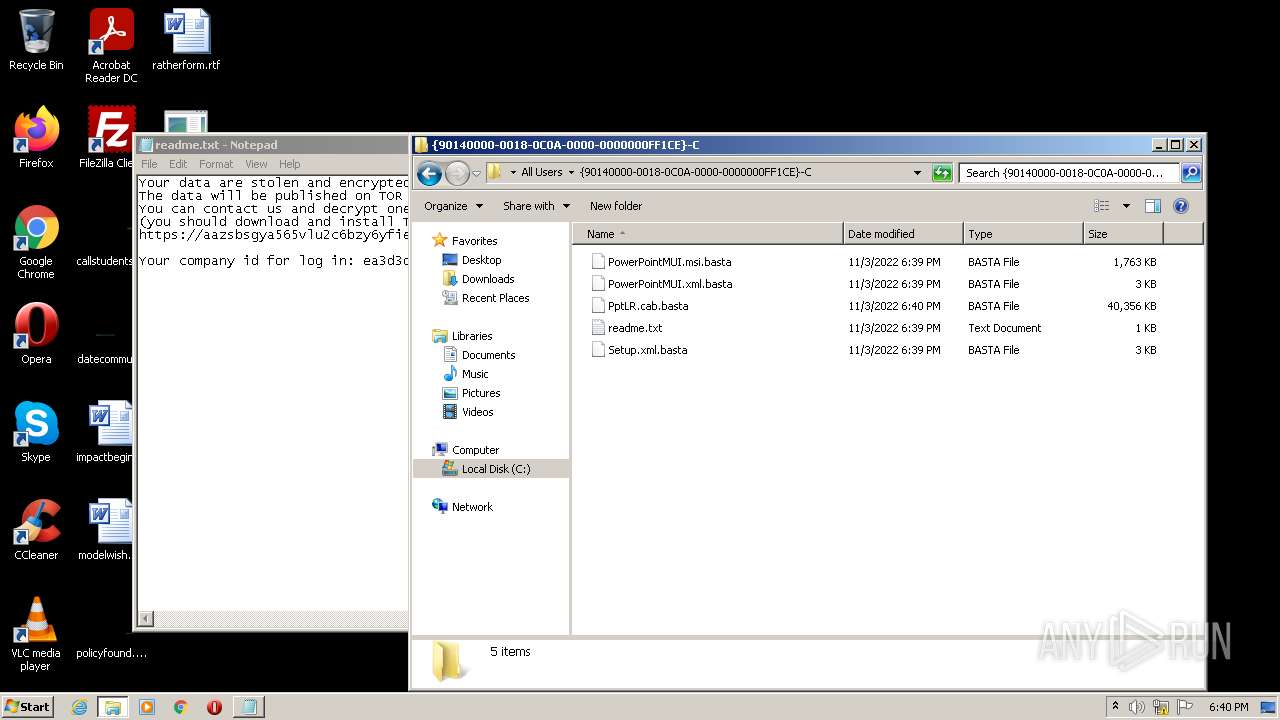 Recycle Bin
Acrobat Reader DC
ratherform.rtf
Firefox
FileZilla Clie
Google Chrome
callstudents
Opera
datecommu
Skype
impactbegin
CCleaner
modelwish.
VLC media player
policyfound....
readme.txt - Notepad
File Edit Format View Help
Your data are stolen and encrypted
The data will be published on TOR
You can contact us and decrypt one
(you should download and install T
https://aazsbsgya565vlu2c6bzy6yfie
Your company id for log in: ea3d3d
{90140000-0018-0C0A-0000-0000000FF1CE}-C
All Users {90140000-0018-0C0A-0000-0000000FF1CE}-C
Search {90140000-0018-0C0A-0000-0...
Organize Share with New folder
Favorites
Desktop
Downloads
Recent Places
Libraries
Documents
Music
Pictures
Videos
Computer
Local Disk (C:)
Network
Name Date modified Type Size
PowerPointMUI.msi.basta 11/3/2022 6:39 PM BASTA File 1,763 KB
PowerPointMUI.xml.basta 11/3/2022 6:39 PM BASTA File KB
PptLR.cab.basta 11/3/2022 6:40 PM BASTA File 40,356 KB
readme.txt 11/3/2022 6:39 PM Text Document 1 KB
Setup.xml.basta 11/3/2022 6:39 PM BASTA File 3 KB
5 items
ANY RUN
Start
6:40 PM